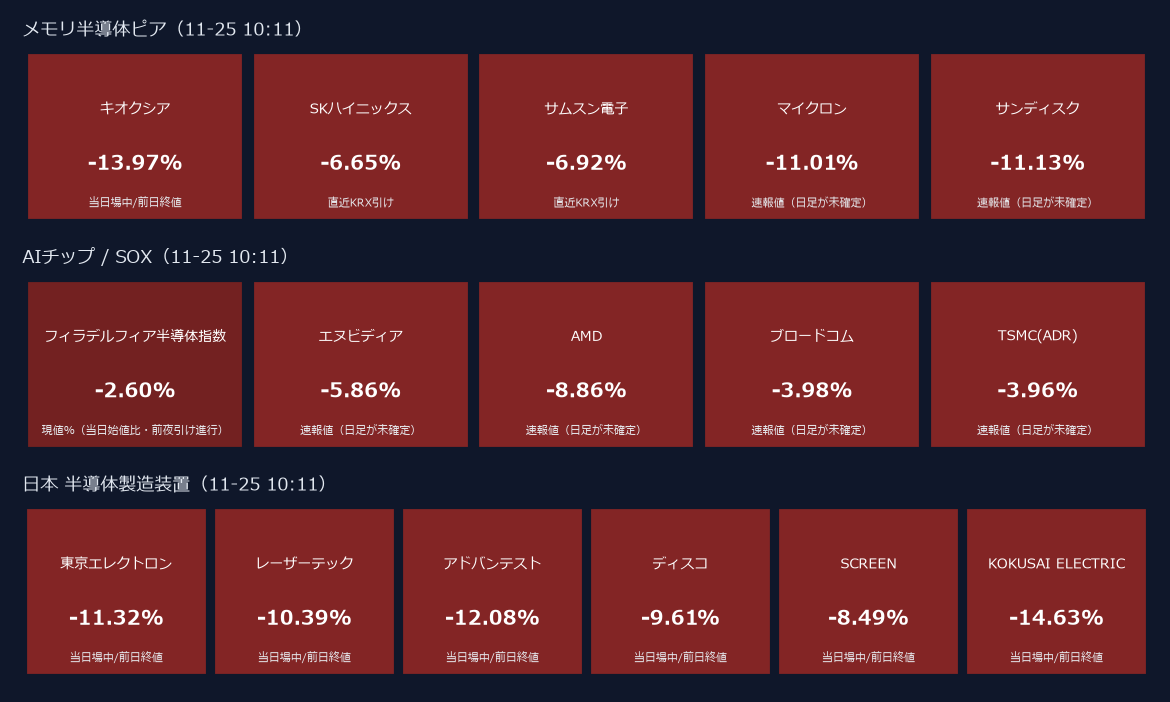 メモリ半導体ピア（11-25 10:11）
キオクシア
-13.97%
当日場中/前日終値
SKハイニックス
-6.65%
直近KRX引け
サムスン電子
-6.92%
直近KRX引け
マイクロン
-11.01%
速報値（日足が未確定）
サンディスク
-11.13%
速報値（日足が未確定）
AIチップ / SOX（11-25 10:11）
フィラデルフィア半導体指数
-2.60%
現値%（当日始値比・前夜引け進行）
エヌビディア
-5.86%
速報値（日足が未確定）
AMD
-8.86%
速報値（日足が未確定）
ブロードコム
-3.98%
速報値（日足が未確定）
TSMC(ADR)
-3.96%
速報値（日足が未確定）
日本 半導体製造装置（11-25 10:11）
東京エレクトロン
-11.32%
当日場中/前日終値
レーザーテック
-10.39%
当日場中/前日終値
アドバンテスト
-12.08%
当日場中/前日終値
ディスコ
-9.61%
当日場中/前日終値
SCREEN
-8.49%
当日場中/前日終値
KOKUSAI ELECTRIC
-14.63%
当日場中/前日終値